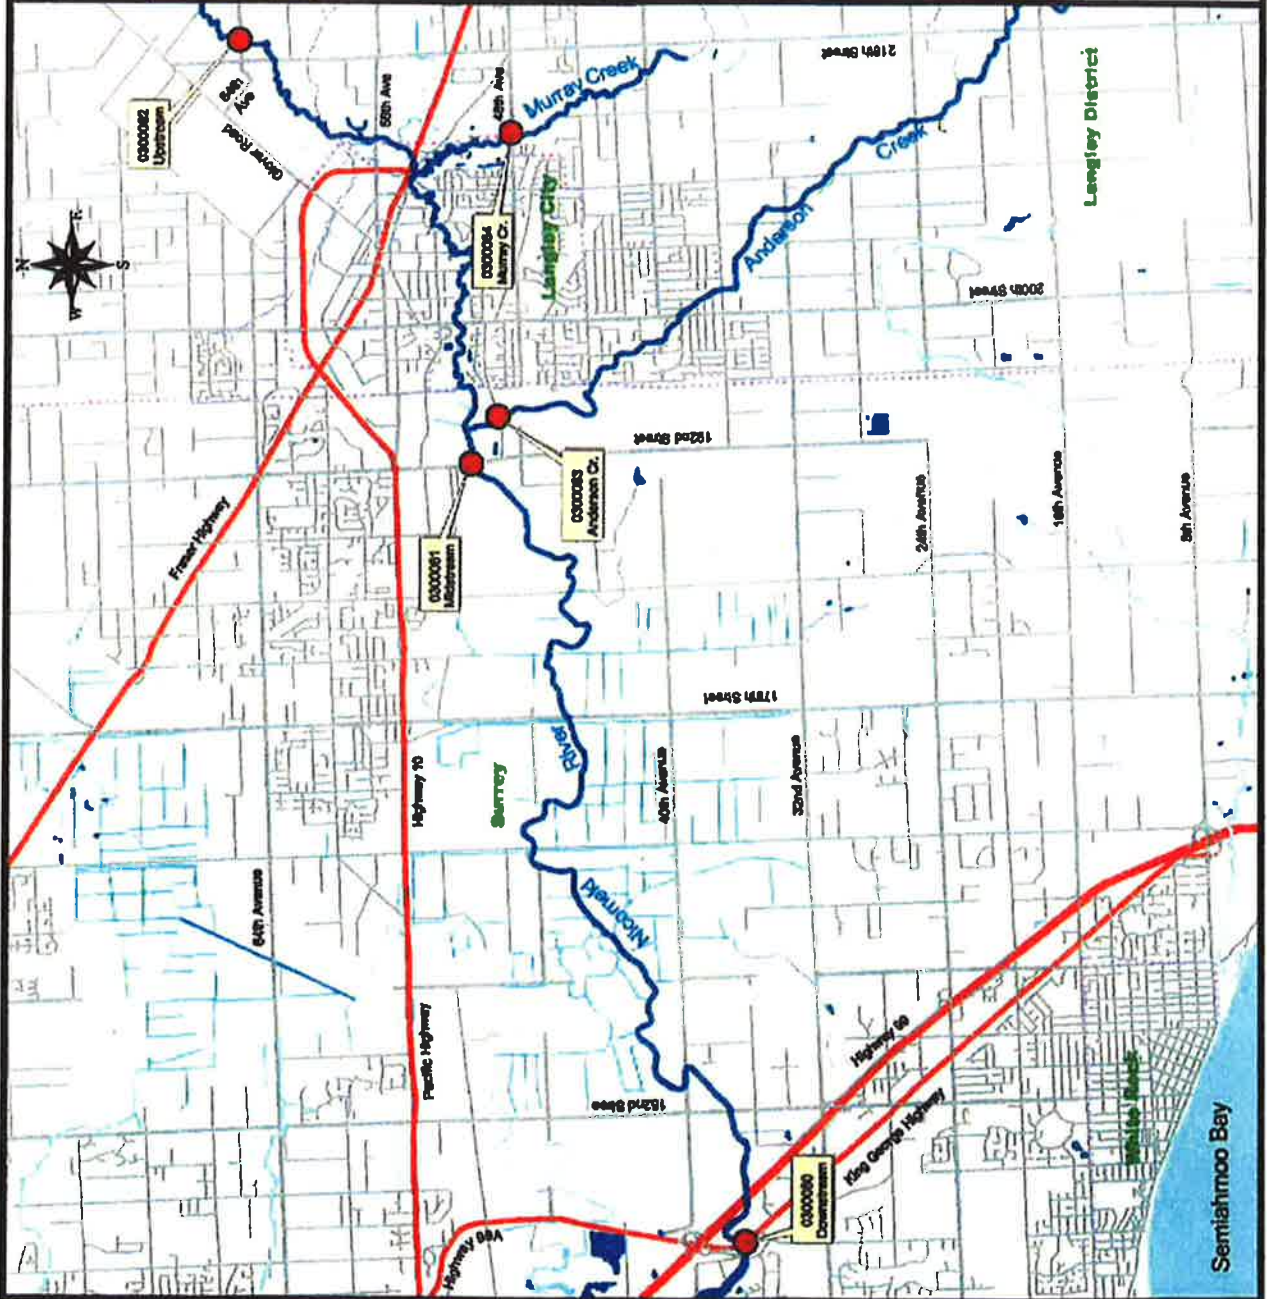 N
W
E
S
0300082
Upstream
64th
Ave
Glover Road
56th Ave
48th Ave
Murray Creek
216th Street
0300084
Murray Cr.
Langley City
Anderson
Creek
Langley District
200th Street
Fraser Highway
0300081
Midstream
0300083
Anderson Cr.
192nd Street
24th Avenue
16th Avenue
8th Avenue
176th Street
Highway 10
Surrey
River
40th Avenue
32nd Avenue
64th Avenue
Nicomekl
Pacific Highway
152nd Stree
Highway 99
King George Highway
White Rock
Highway 99A
0300080
Downstream
Semiahmoo Bay